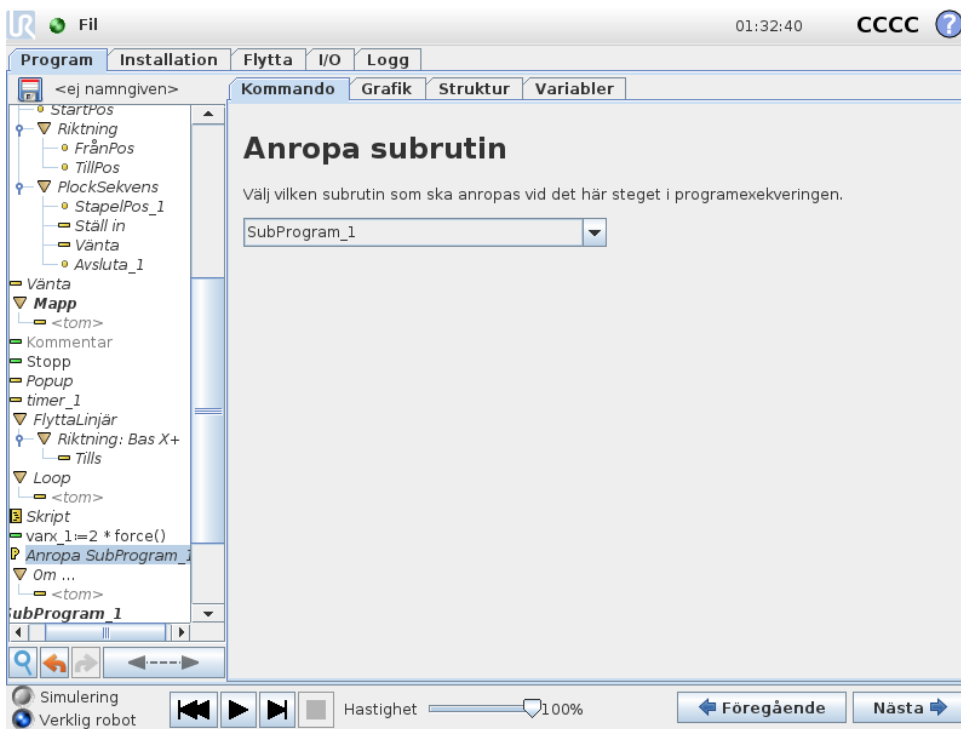 UR Fil 01:32:40 CCCC ?
Program Installation Flytta I/O Logg
<ej namngiven> Kommando Grafik Struktur Variabler
StartPos
Riktning
FrånPos
TillPos
PlockSekvens
StapelPos_1
Ställ in
Vänta
Avsluta_1
Vänta
Mapp
<tom>
Kommentar
Stopp
Popup
timer_1
FlyttaLinjär
Riktning: Bas X+
Tills
Loop
<tom>
Skript
varx_1:=2 * force()
Anropa SubProgram_1
Om ...
<tom>
SubProgram_1
Anropa subrutin
Välj vilken subrutin som ska anropas vid det här steget i programexekveringen.
SubProgram_1
Simulering
Verklig robot
Hastighet 100%
Föregående Nästa